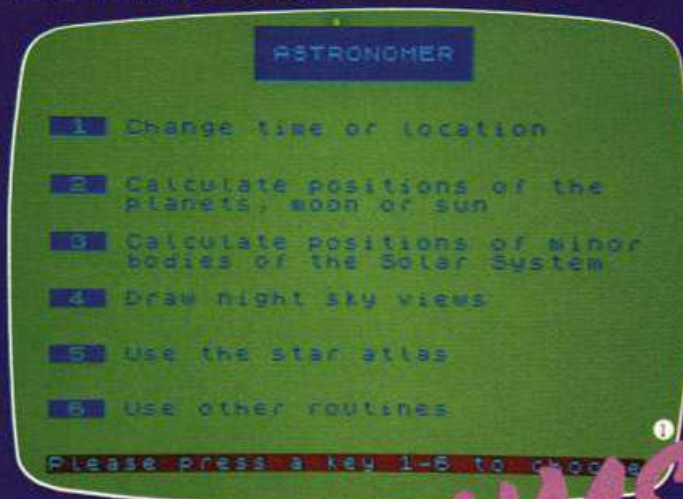 ASTRONOMER
1 Change time or location
2 Calculate positions of the
planets, moon or sun
3 Calculate positions of minor
bodies of the Solar System
4 Draw night sky views
5 Use the star atlas
6 Use other routines
1
Please press a key 1-6 to choose